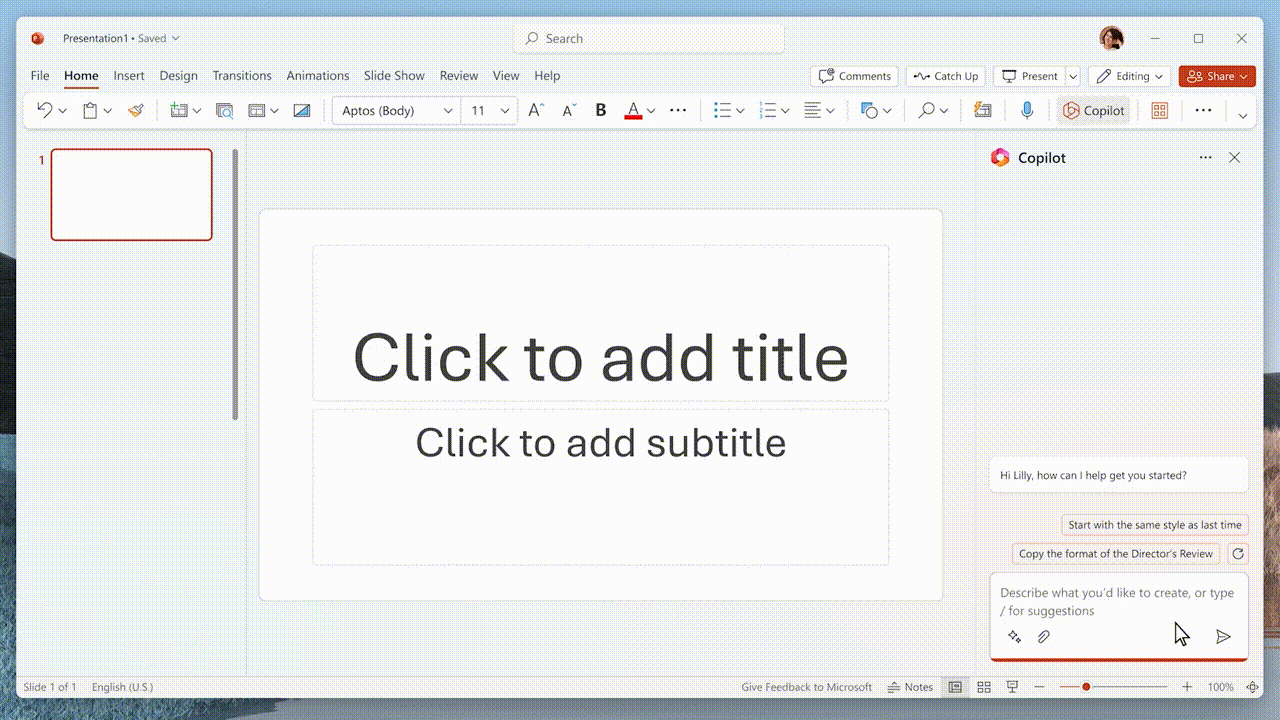 Presentation1 • Saved
Search
File Home Insert Design Transitions Animations Slide Show Review View Help
Comments Catch Up Present Editing Share
Aptos (Body) 11 A A B A Copilot
1
Copilot
Click to add title
Click to add subtitle
Hi Lilly, how can I help get you started?
Start with the same style as last time
Copy the format of the Director's Review
Describe what you'd like to create, or type
/ for suggestions
Slide 1 of 1 English (U.S.) Give Feedback to Microsoft Notes 100%